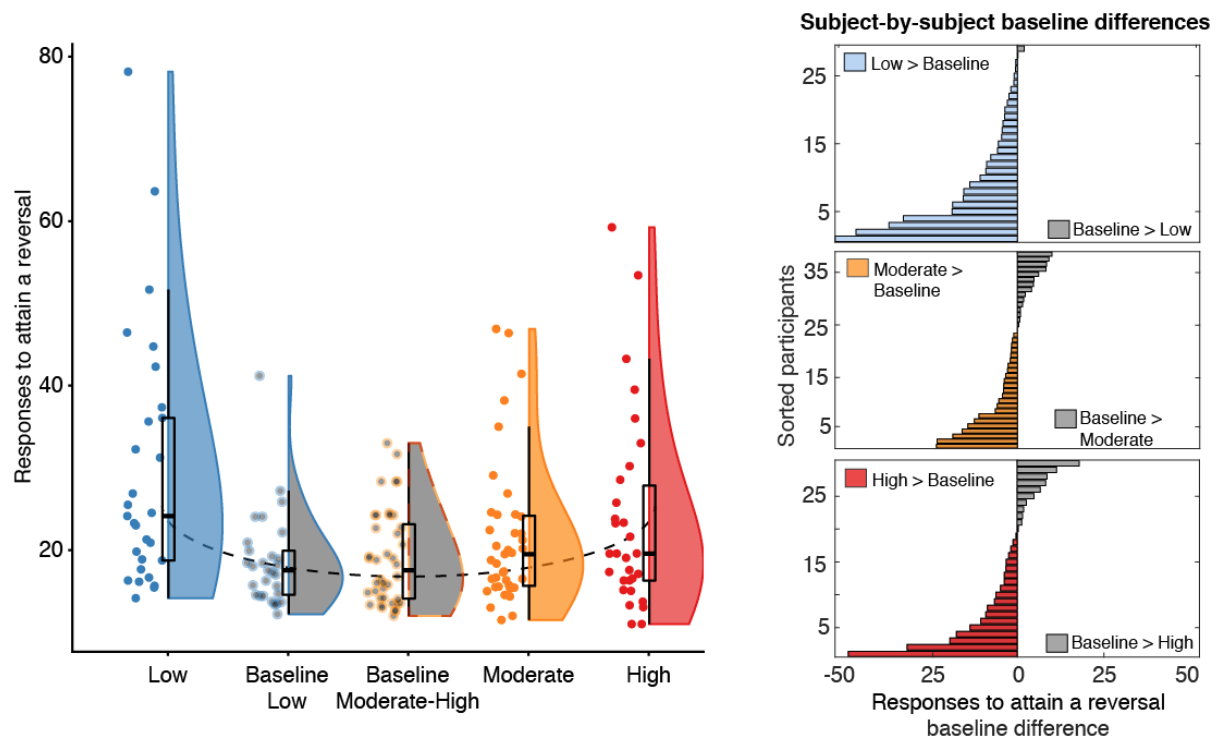 Responses to attain a reversal
80
60
40
20
Low
Baseline
Low
Baseline
Moderate-High
Moderate
High
Subject-by-subject baseline differences
Sorted participants
25
15
5
Low > Baseline
Baseline > Low
35
25
15
5
Moderate >
Baseline
Baseline >
Moderate
25
15
5
High > Baseline
Baseline > High
-50
25
0
25
50
Responses to attain a reversal
baseline difference